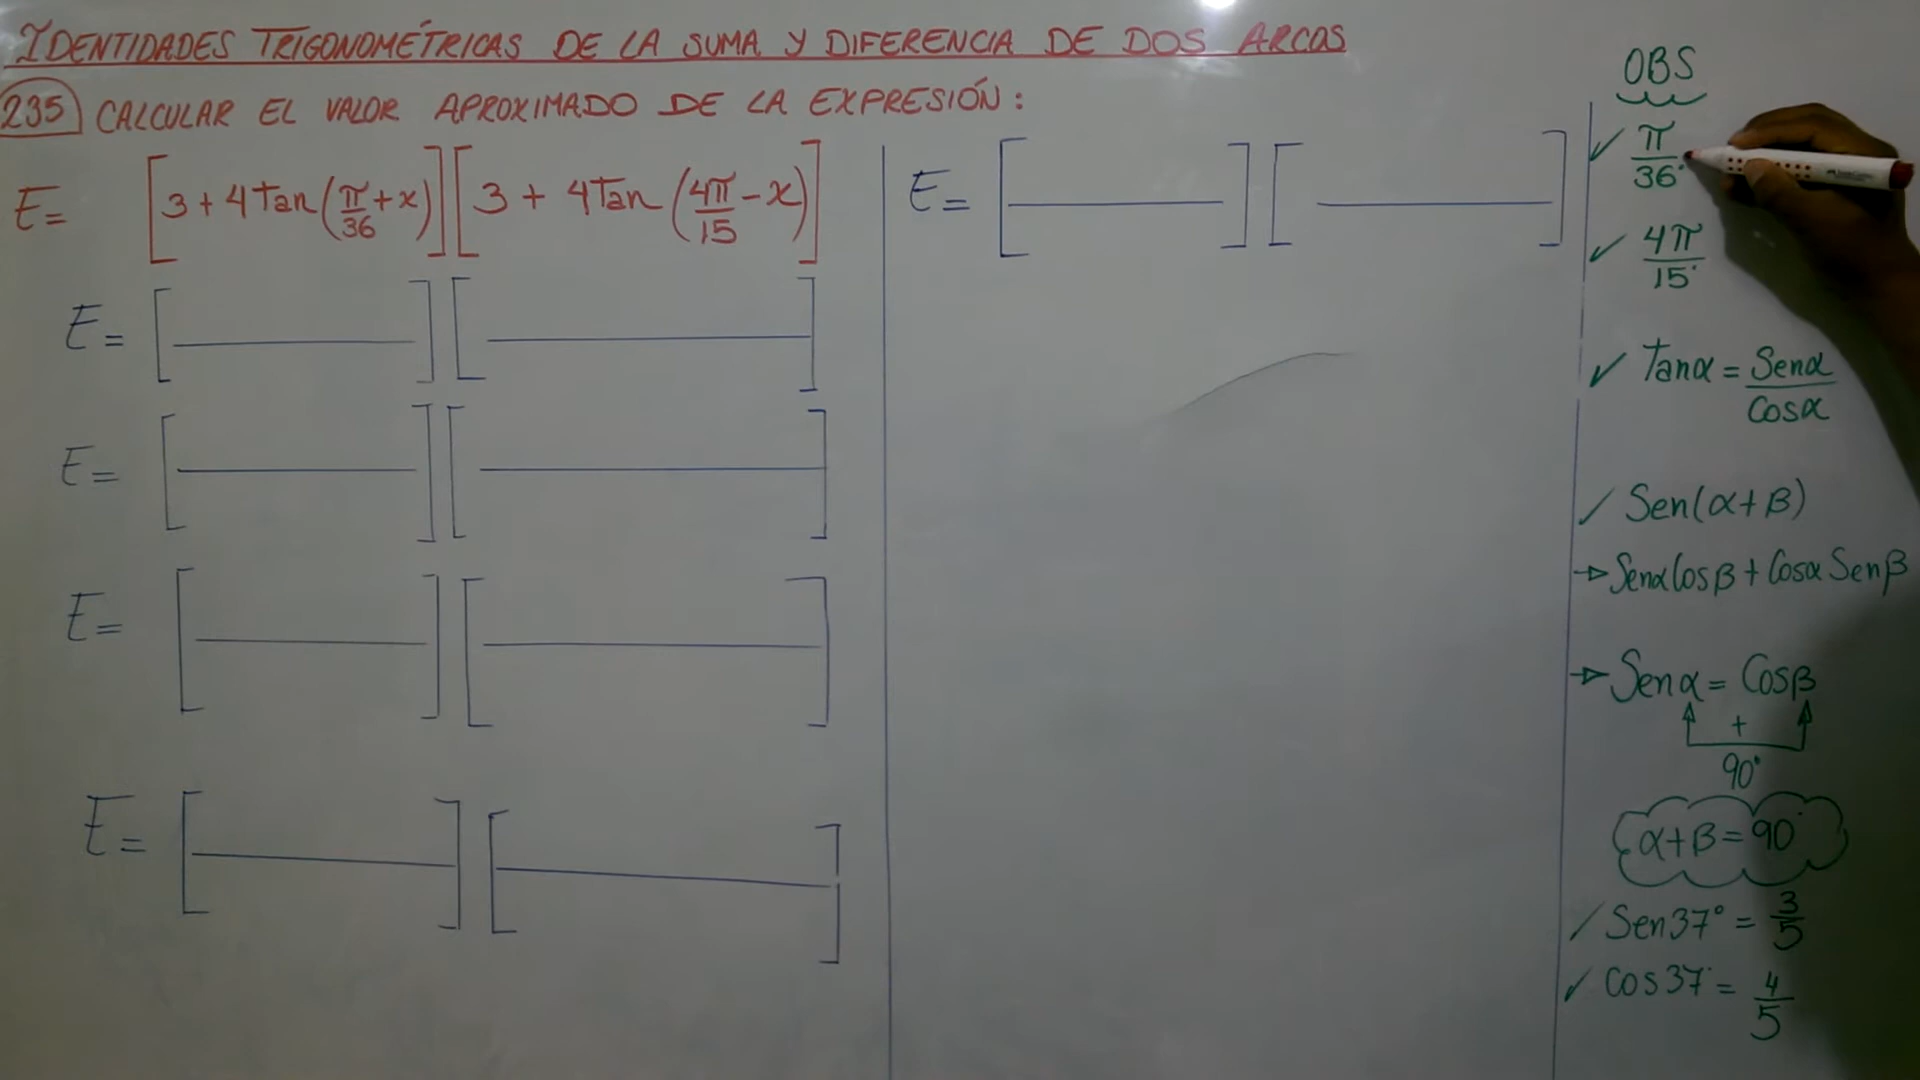 IDENTIDADES TRIGONOMÉTRICAS DE LA SUMA Y DIFERENCIA DE DOS ARCOS
235 CALCULAR EL VALOR APROXIMADO DE LA EXPRESIÓN:
E= [3 + 4Tan(π/36 + x)][3 + 4Tan(4π/15 - x)]
E= [ ][ ]
E= [ ][ ]
E= [ ][ ]
E= [ ][ ]
E= [ ][ ]
OBS
✓ π/36°
✓ 4π/15°
✓ Tanα = Senα/Cosα
✓ Sen(α+β)
→ SenαCosβ + Cosα Senβ
→ Senα = Cosβ
+
90°
α+β=90°
✓ Sen37° = 3/5
✓ Cos37° = 4/5